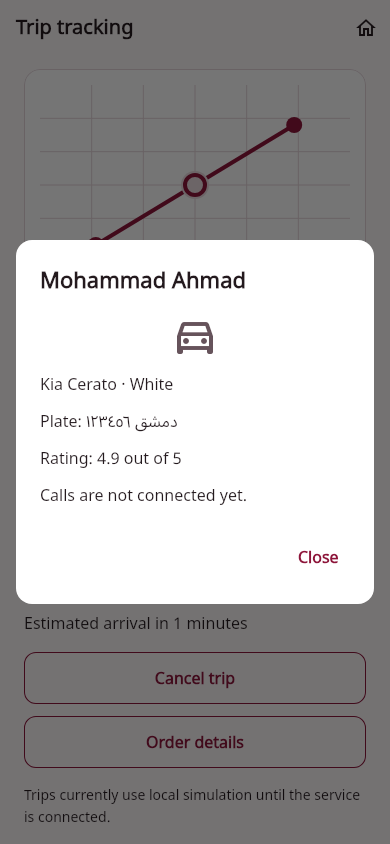 Trip tracking
Mohammad Ahmad
Kia Cerato · White
Plate: دمشق ١٢٣٤٥٦
Rating: 4.9 out of 5
Calls are not connected yet.
Close
Estimated arrival in 1 minutes
Cancel trip
Order details
Trips currently use local simulation until the service
is connected.